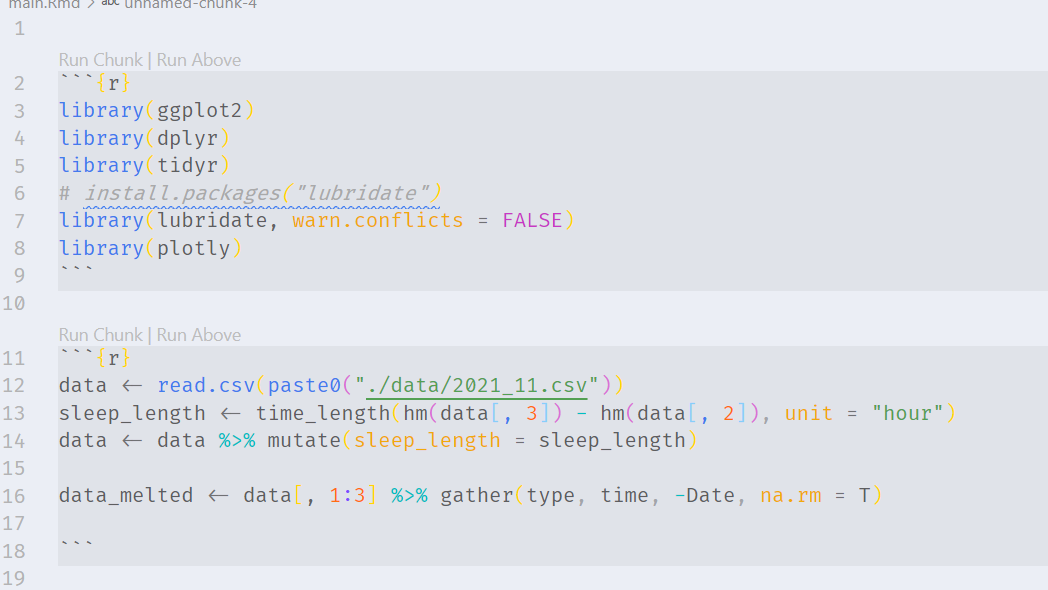 main.Rmd > abc unnamed-chunk-4
1
Run Chunk | Run Above
2 ```{r}
3 library(ggplot2)
4 library(dplyr)
5 library(tidyr)
6 # install.packages("lubridate")
7 library(lubridate, warn.conflicts = FALSE)
8 library(plotly)
9 ```
10
Run Chunk | Run Above
11 ```{r}
12 data <- read.csv(paste0("./data/2021_11.csv"))
13 sleep_length <- time_length(hm(data[, 3]) - hm(data[, 2]), unit = "hour")
14 data <- data %>% mutate(sleep_length = sleep_length)
15
16 data_melted <- data[, 1:3] %>% gather(type, time, -Date, na.rm = T)
17
18 ```
19